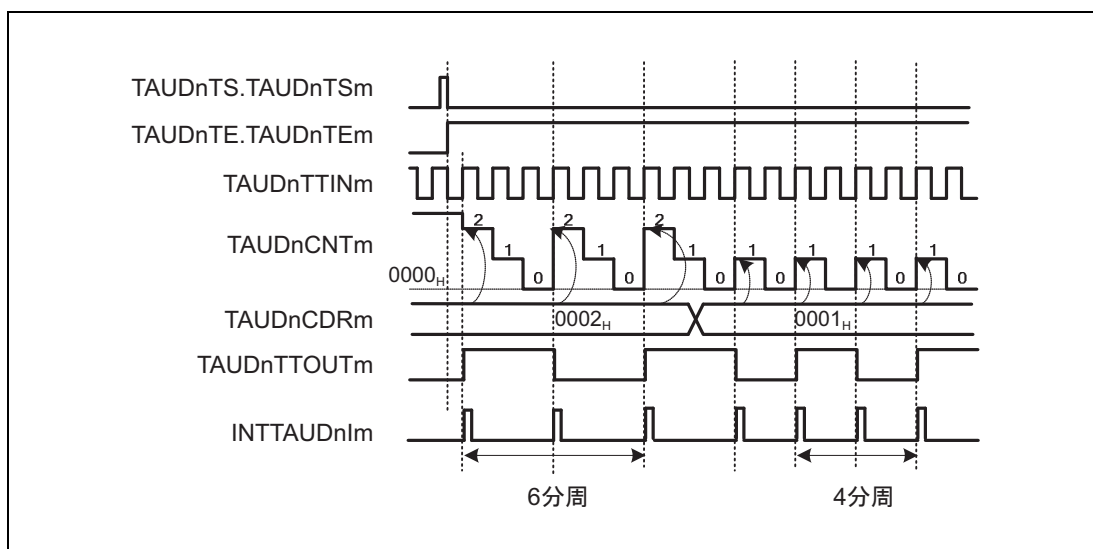 TAUDnTS.TAUDnTSm
TAUDnTE.TAUDnTEm
TAUDnTTINm
TAUDnCNTm
2 1 0 2 1 0 2 1 0 1 0 1 0 1 0 1 0
0000H
TAUDnCDRm
0002H 0001H
TAUDnTTOUTm
INTTAUDnIm
6分周 4分周